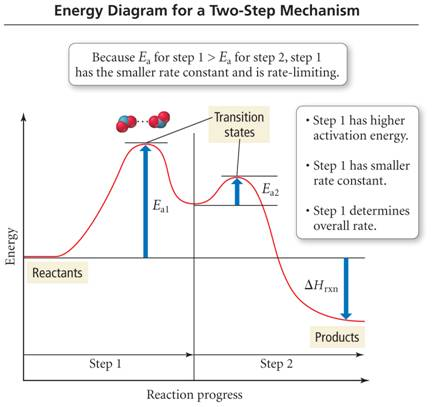 Energy Diagram for a Two-Step Mechanism
Because Ea for step 1 > Ea for step 2, step 1
has the smaller rate constant and is rate-limiting.
Transition
states
• Step 1 has higher
activation energy.
• Step 1 has smaller
rate constant.
• Step 1 determines
overall rate.
Ea1
Ea2
Energy
Reactants
ΔHrxn
Products
Step 1
Step 2
Reaction progress